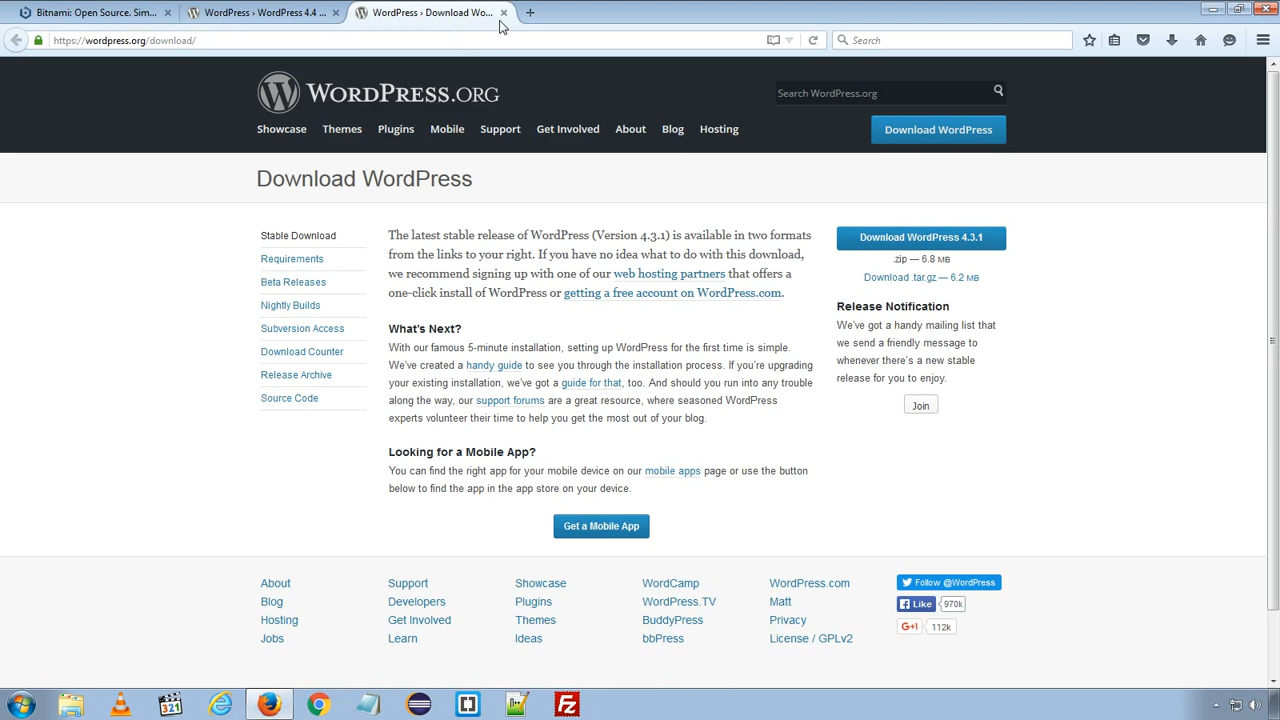 Bitnami: Open Source. Sim...
WordPress › WordPress 4.4 ...
WordPress › Download Wo...
https://wordpress.org/download/
Search
WORDPRESS.ORG
Search WordPress.org
Showcase
Themes
Plugins
Mobile
Support
Get Involved
About
Blog
Hosting
Download WordPress
Download WordPress
Stable Download
Requirements
Beta Releases
Nightly Builds
Subversion Access
Download Counter
Release Archive
Source Code
The latest stable release of WordPress (Version 4.3.1) is available in two formats
from the links to your right. If you have no idea what to do with this download,
we recommend signing up with one of our web hosting partners that offers a
one-click install of WordPress or getting a free account on WordPress.com.
What's Next?
With our famous 5-minute installation, setting up WordPress for the first time is simple.
We've created a handy guide to see you through the installation process. If you're upgrading
your existing installation, we've got a guide for that, too. And should you run into any trouble
along the way, our support forums are a great resource, where seasoned WordPress
experts volunteer their time to help you get the most out of your blog.
Looking for a Mobile App?
You can find the right app for your mobile device on our mobile apps page or use the button
below to find the app in the app store on your device.
Get a Mobile App
Download WordPress 4.3.1
.zip — 6.8 MB
Download .tar.gz — 6.2 MB
Release Notification
We've got a handy mailing list that
we send a friendly message to
whenever there's a new stable
release for you to enjoy.
Join
About
Blog
Hosting
Jobs
Support
Developers
Get Involved
Learn
Showcase
Plugins
Themes
Ideas
WordCamp
WordPress.TV
BuddyPress
bbPress
WordPress.com
Matt
Privacy
License / GPLv2
Follow @WordPress
Like 970k
G+1 112k
321